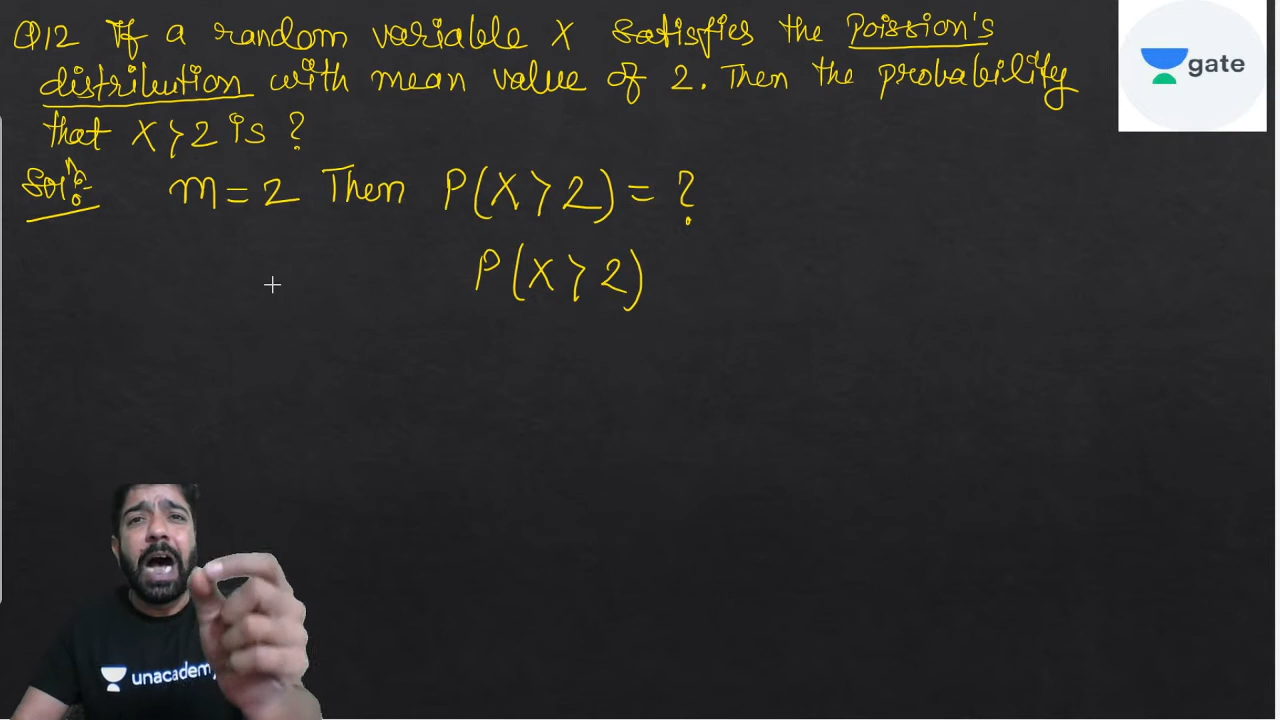 Q12 If a random variable X satisfies the Poission's
distribution with mean value of 2. Then the probability
that X > 2 is ?
Solⁿ:- m = 2 Then P(X > 2) = ?
P(X > 2)
gate
unacademy